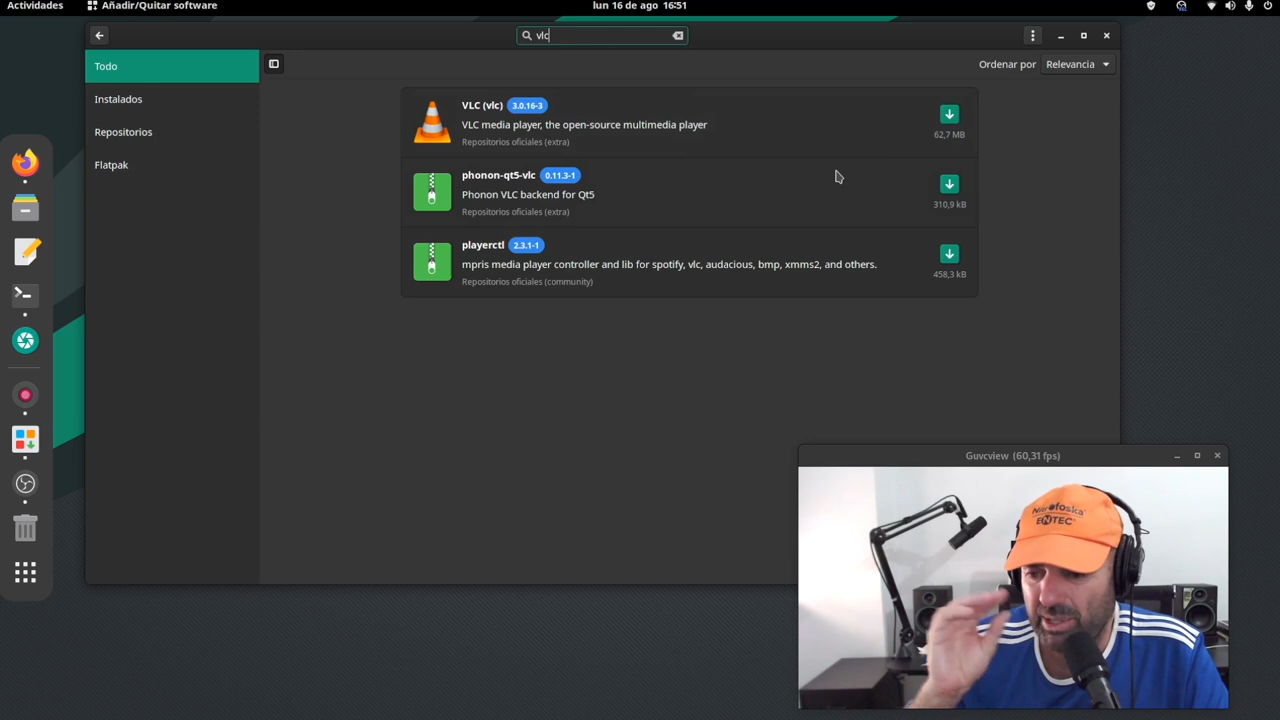 Actividades
Añadir/Quitar software
lun 16 de ago 16:51
vlc
Todo
Ordenar por
Relevancia
Instalados
Repositorios
Flatpak
VLC (vlc) 3.0.16-3
VLC media player, the open-source multimedia player
Repositorios oficiales (extra)
62,7 MB
phonon-qt5-vlc 0.11.3-1
Phonon VLC backend for Qt5
Repositorios oficiales (extra)
310,9 kB
playerctl 2.3.1-1
mpris media player controller and lib for spotify, vlc, audacious, bmp, xmms2, and others.
Repositorios oficiales (community)
458,3 kB
Guvcview (60,31 fps)
Nitrofoska
ENTEC